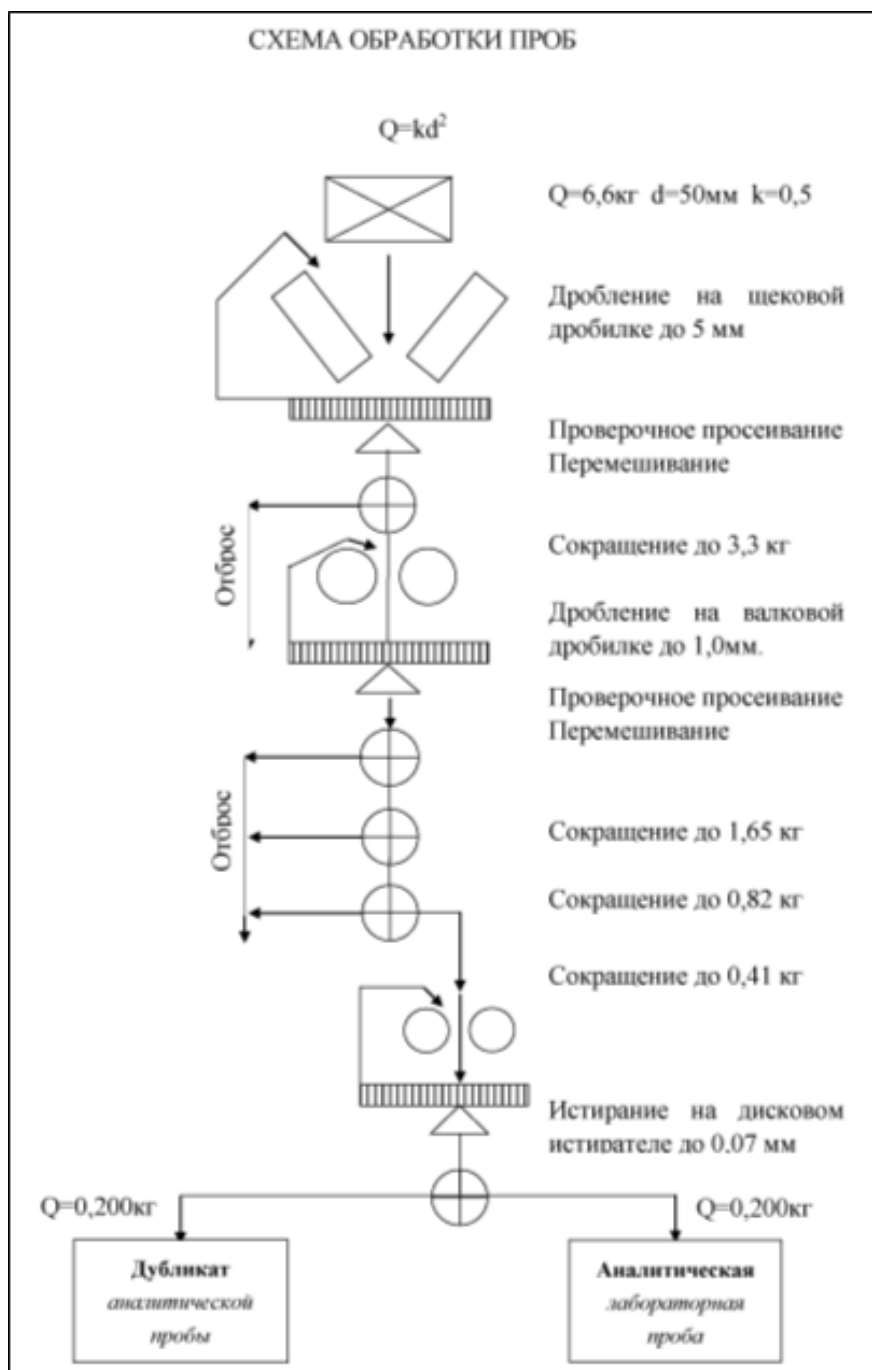 СХЕМА ОБРАБОТКИ ПРОБ
Q=kd²
Q=6,6кг d=50мм k=0,5
Дробление на щековой
дробилке до 5 мм
Проверочное просеивание
Перемешивание
Отброс
Сокращение до 3,3 кг
Дробление на валковой
дробилке до 1,0мм.
Проверочное просеивание
Перемешивание
Отброс
Сокращение до 1,65 кг
Сокращение до 0,82 кг
Сокращение до 0,41 кг
Истирание на дисковом
истирателе до 0,07 мм
Q=0,200кг
Q=0,200кг
Дубликат
аналитической
пробы
Аналитическая
лабораторная
проба